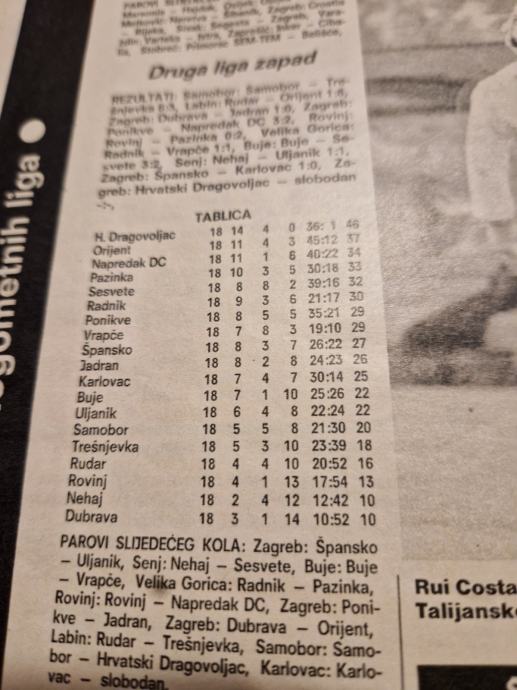 Druga liga zapad
REZULTATI: Samobor: Samobor – Tre-
šnjevka Labin: Rudar – Orijent 1:6,
Zagreb: Dubrava – Jadran 1:0, Zagreb:
Ponikve – Napredak DC 3:2, Rovinj:
Rovinj – Pazinka 0:2, Velika Gorica:
Radnik – Vrapče 1:1, Buje: Buje – Se-
svete 3:2, Senj: Nehaj – Uljanik 1:1,
Zagreb: Špansko – Karlovac 1:0, Za-
greb: Hrvatski Dragovoljac – slobodan
TABLICA
H. Dragovoljac 18 14 4 0 36: 1 46
Orijent 18 11 4 3 45:12 37
Napredak DC 18 11 1 6 40:22 34
Pazinka 18 10 3 5 30:18 33
Sesvete 18 8 8 2 39:16 32
Radnik 18 9 3 6 21:17 30
Ponikve 18 8 5 5 35:21 29
Vrapče 18 7 8 3 19:10 29
Špansko 18 8 3 7 26:22 27
Jadran 18 8 2 8 24:23 26
Karlovac 18 7 4 7 30:14 25
Buje 18 7 1 10 25:26 22
Uljanik 18 6 4 8 22:24 22
Samobor 18 5 5 8 21:30 20
Trešnjevka 18 5 3 10 23:39 18
Rudar 18 4 4 10 20:52 16
Rovinj 18 4 1 13 17:54 13
Nehaj 18 2 4 12 12:42 10
Dubrava 18 3 1 14 10:52 10
PAROVI SLIJEDEĆEG KOLA: Zagreb: Špansko
– Uljanik, Senj: Nehaj – Sesvete, Buje: Buje
– Vrapče, Velika Gorica: Radnik – Pazinka,
Rovinj: Rovinj – Napredak DC, Zagreb: Poni-
kve – Jadran, Zagreb: Dubrava – Orijent,
Labin: Rudar – Trešnjevka, Samobor: Samo-
bor – Hrvatski Dragovoljac, Karlovac: Karlo-
vac – slobodan.
Rui Costa
Talijansk
ogometnih liga